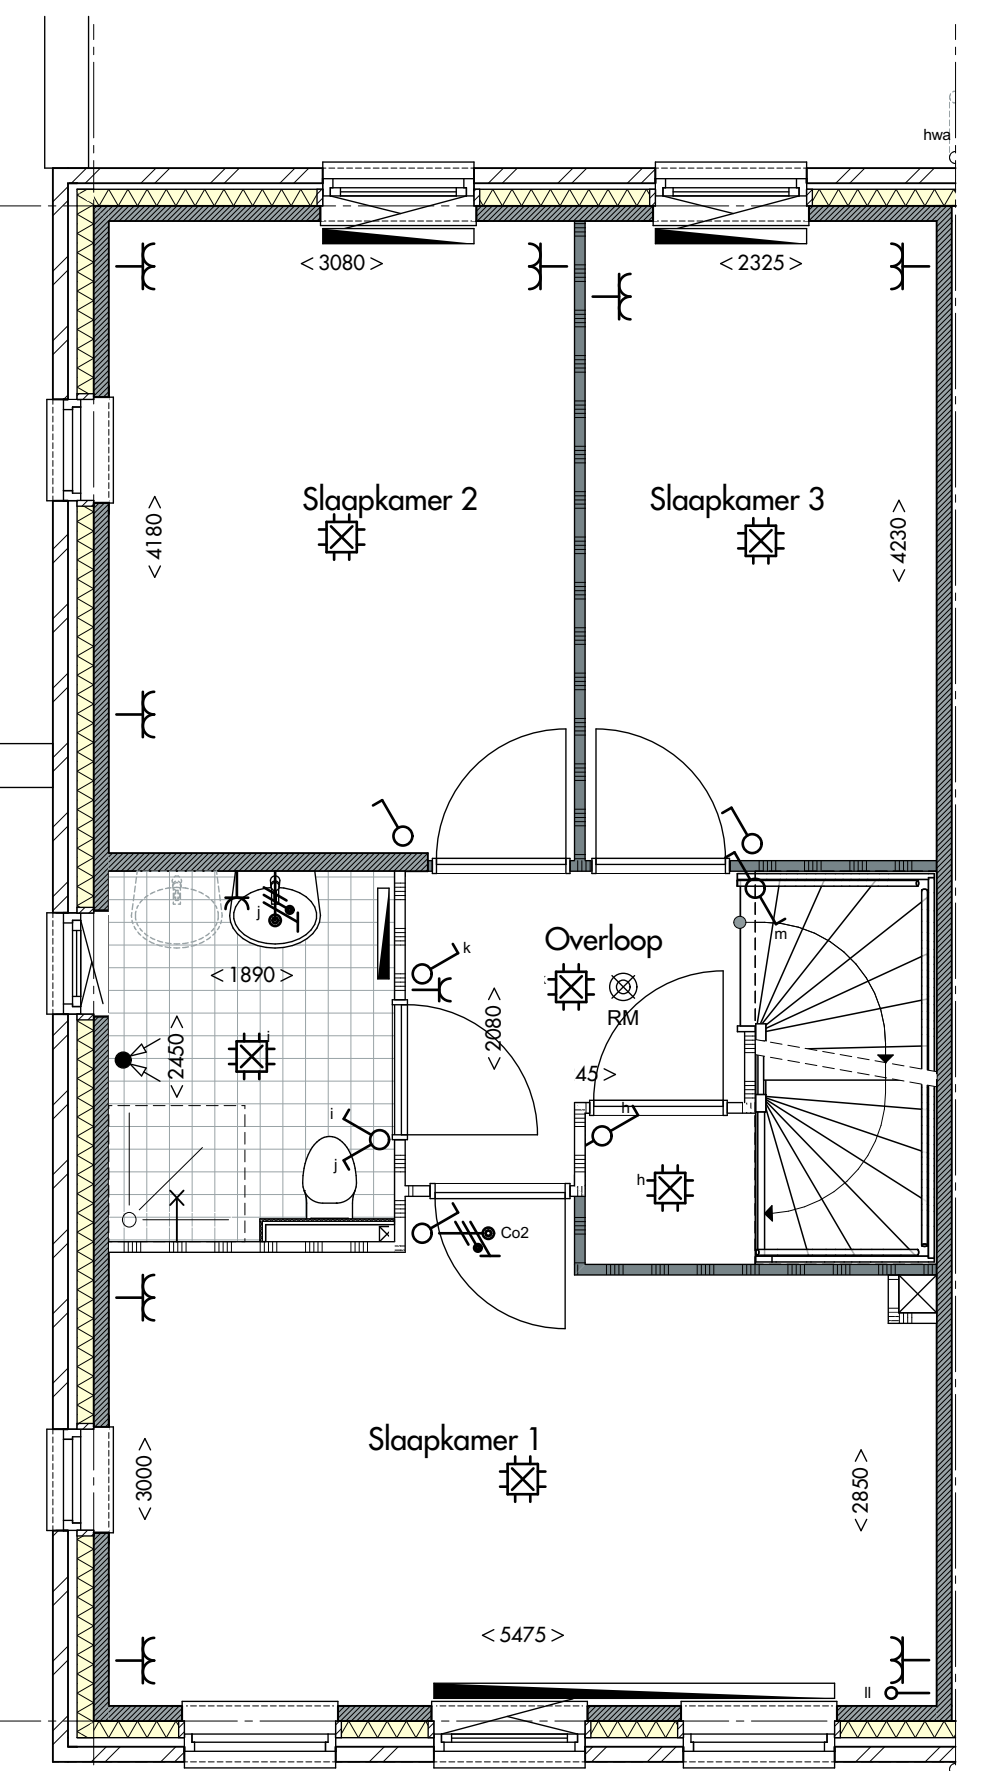 hwa
< 3080 >
< 2325 >
Slaapkamer 2
Slaapkamer 3
< 4180 >
< 4230 >
j
m
Overloop
k
< 1890 >
RM
< 2080 >
< 2450 >
j
45 >
i
h
j
h
Co2
Slaapkamer 1
< 3000 >
< 2850 >
< 5475 >
II